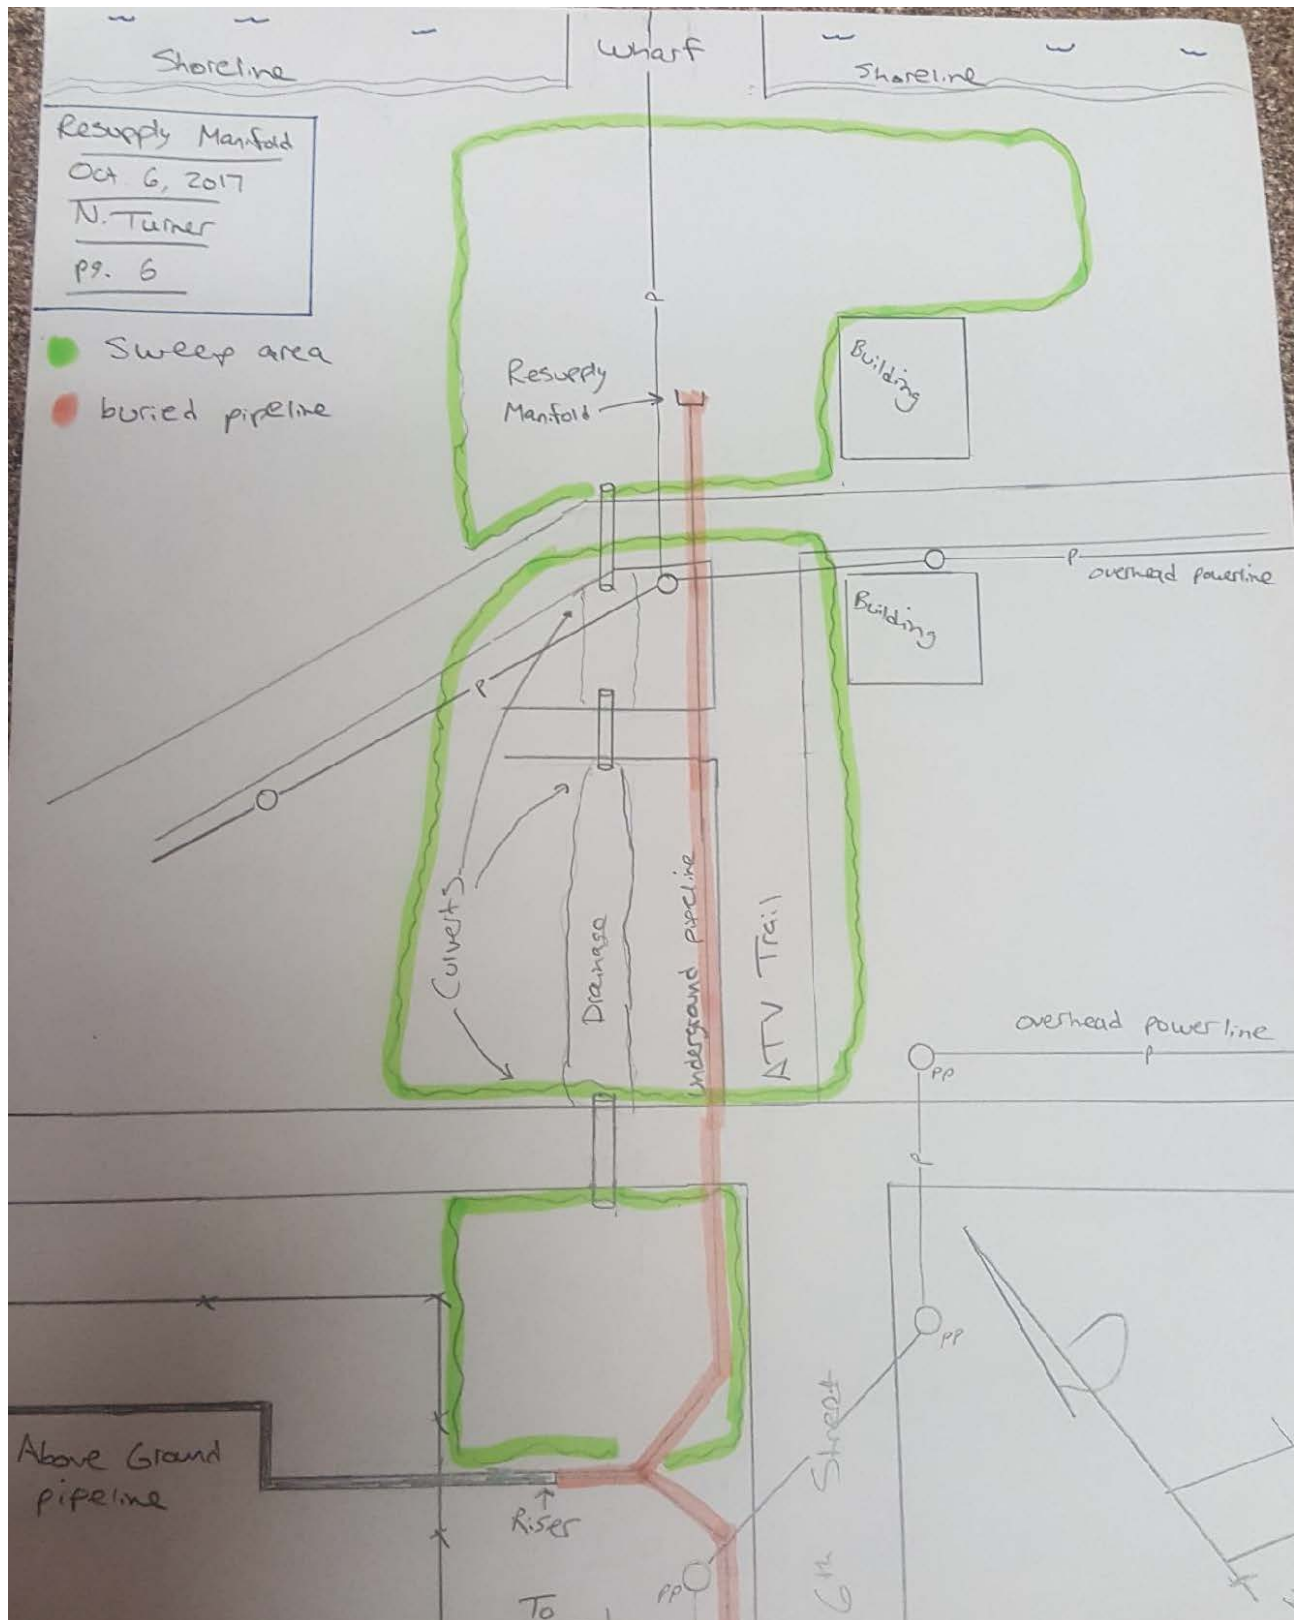 Shoreline
Wharf
Shoreline
Resupply Manifold
Oct. 6, 2017
N. Turner
pg. 6
Sweep area
buried pipeline
P
Resupply
Manifold
Building
P
overhead powerline
Building
P
Culverts
Drainage
underground pipeline
ATV Trail
overhead powerline
P
PP
P
PP
Above Ground
pipeline
Riser
6th Street
PP
To